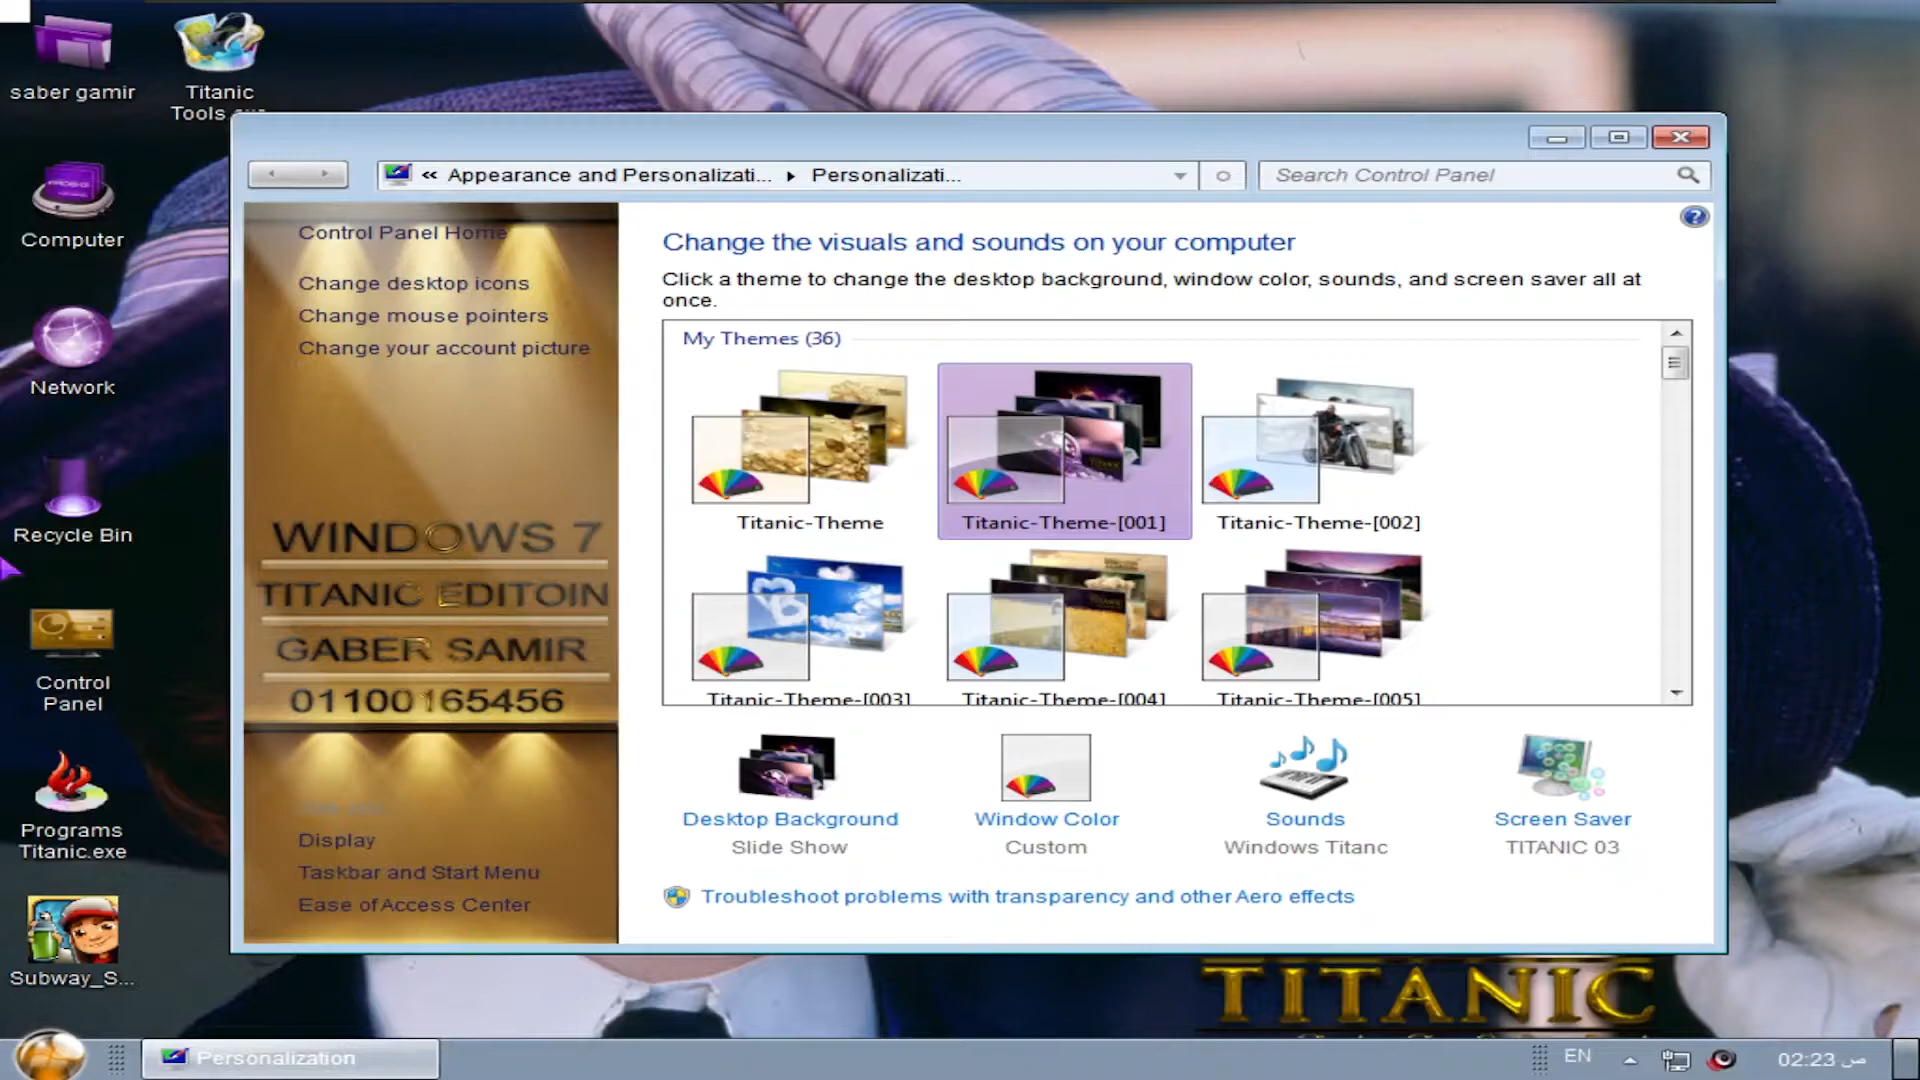 saber gamir
Titanic
Tools
Computer
Network
Recycle Bin
Control
Panel
Programs
Titanic.exe
Subway_S...
« Appearance and Personalizati... ▸ Personalizati...
Search Control Panel
Control Panel Home
Change desktop icons
Change mouse pointers
Change your account picture
WINDOWS 7
TITANIC EDITOIN
GABER SAMIR
01100165456
Display
Taskbar and Start Menu
Ease of Access Center
Change the visuals and sounds on your computer
Click a theme to change the desktop background, window color, sounds, and screen saver all at
once.
My Themes (36)
Titanic-Theme
Titanic-Theme-[001]
Titanic-Theme-[002]
Titanic-Theme-[003]
Titanic-Theme-[004]
Titanic-Theme-[005]
Desktop Background
Slide Show
Window Color
Custom
Sounds
Windows Titanc
Screen Saver
TITANIC 03
Troubleshoot problems with transparency and other Aero effects
TITANIC
Personalization
EN
02:23 ص